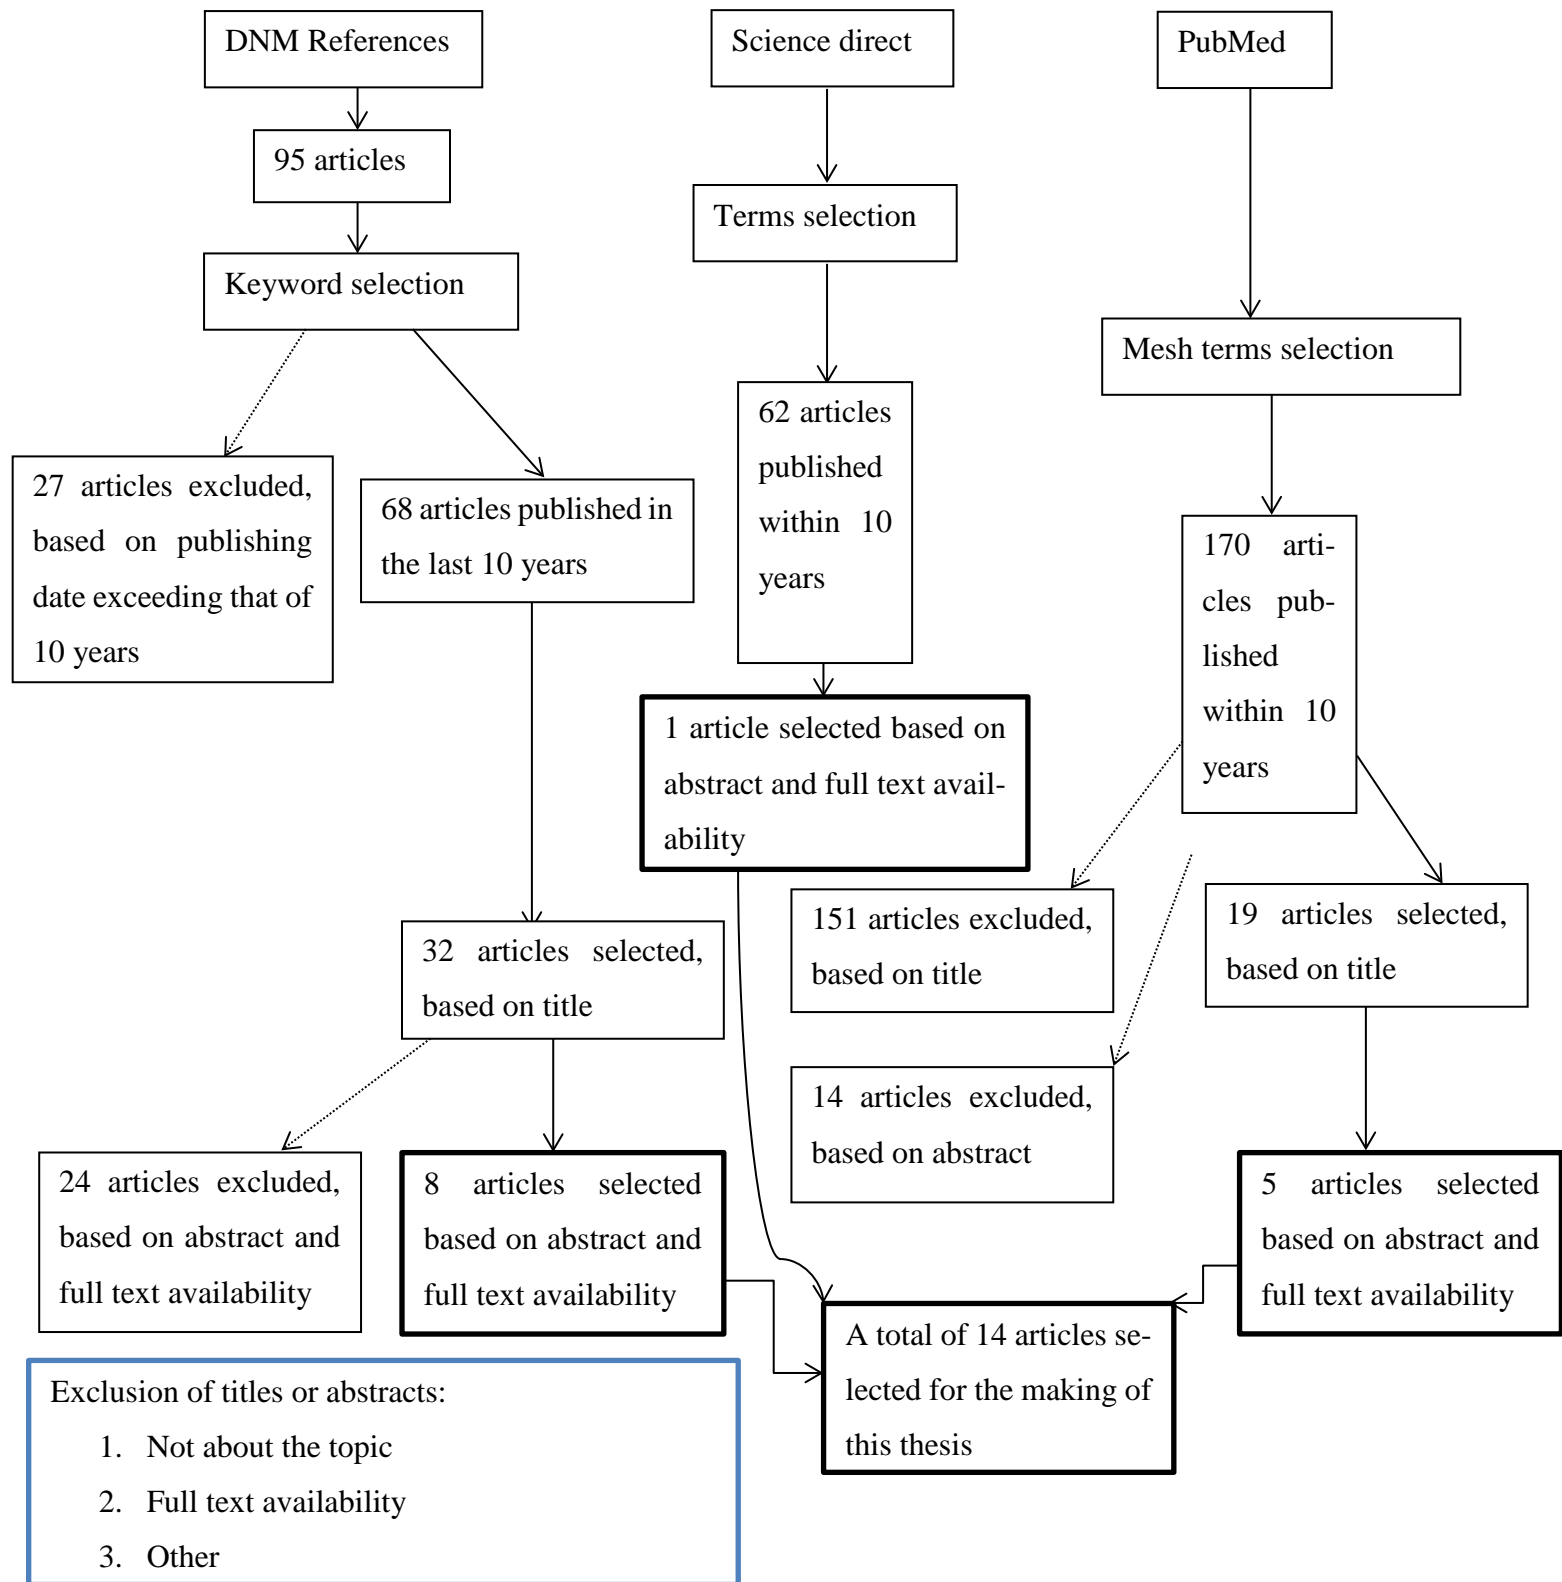 DNM References
Science direct
PubMed
95 articles
Terms selection
Keyword selection
Mesh terms selection
62 articles
published
within 10
years
27 articles excluded,
based on publishing
date exceeding that of
10 years
68 articles published in
the last 10 years
170 arti-
cles pub-
lished
within 10
years
1 article selected based on
abstract and full text avail-
ability
151 articles excluded,
based on title
19 articles selected,
based on title
32 articles selected,
based on title
14 articles excluded,
based on abstract
24 articles excluded,
based on abstract and
full text availability
8 articles selected
based on abstract and
full text availability
5 articles selected
based on abstract and
full text availability
A total of 14 articles se-
lected for the making of
this thesis
Exclusion of titles or abstracts:
1. Not about the topic
2. Full text availability
3. Other